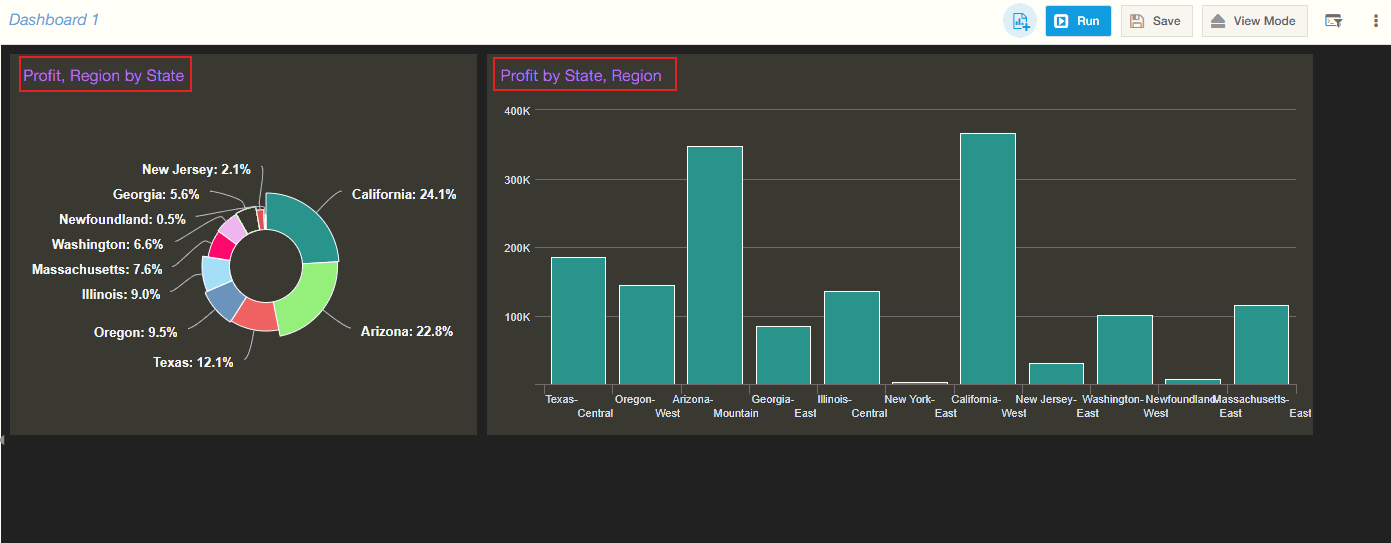 Dashboard 1
Run
Save
View Mode
Profit, Region by State
New Jersey: 2.1%
Georgia: 5.6%
Newfoundland: 0.5%
Washington: 6.6%
Massachusetts: 7.6%
Illinois: 9.0%
Oregon: 9.5%
Texas: 12.1%
California: 24.1%
Arizona: 22.8%
Profit by State, Region
400K
300K
200K
100K
Texas-
Central
Oregon-
West
Arizona-
Mountain
Georgia-
East
Illinois-
Central
New York-
East
California-
West
New Jersey-
East
Washington-
West
Newfoundland-
East
Massachusetts-
East